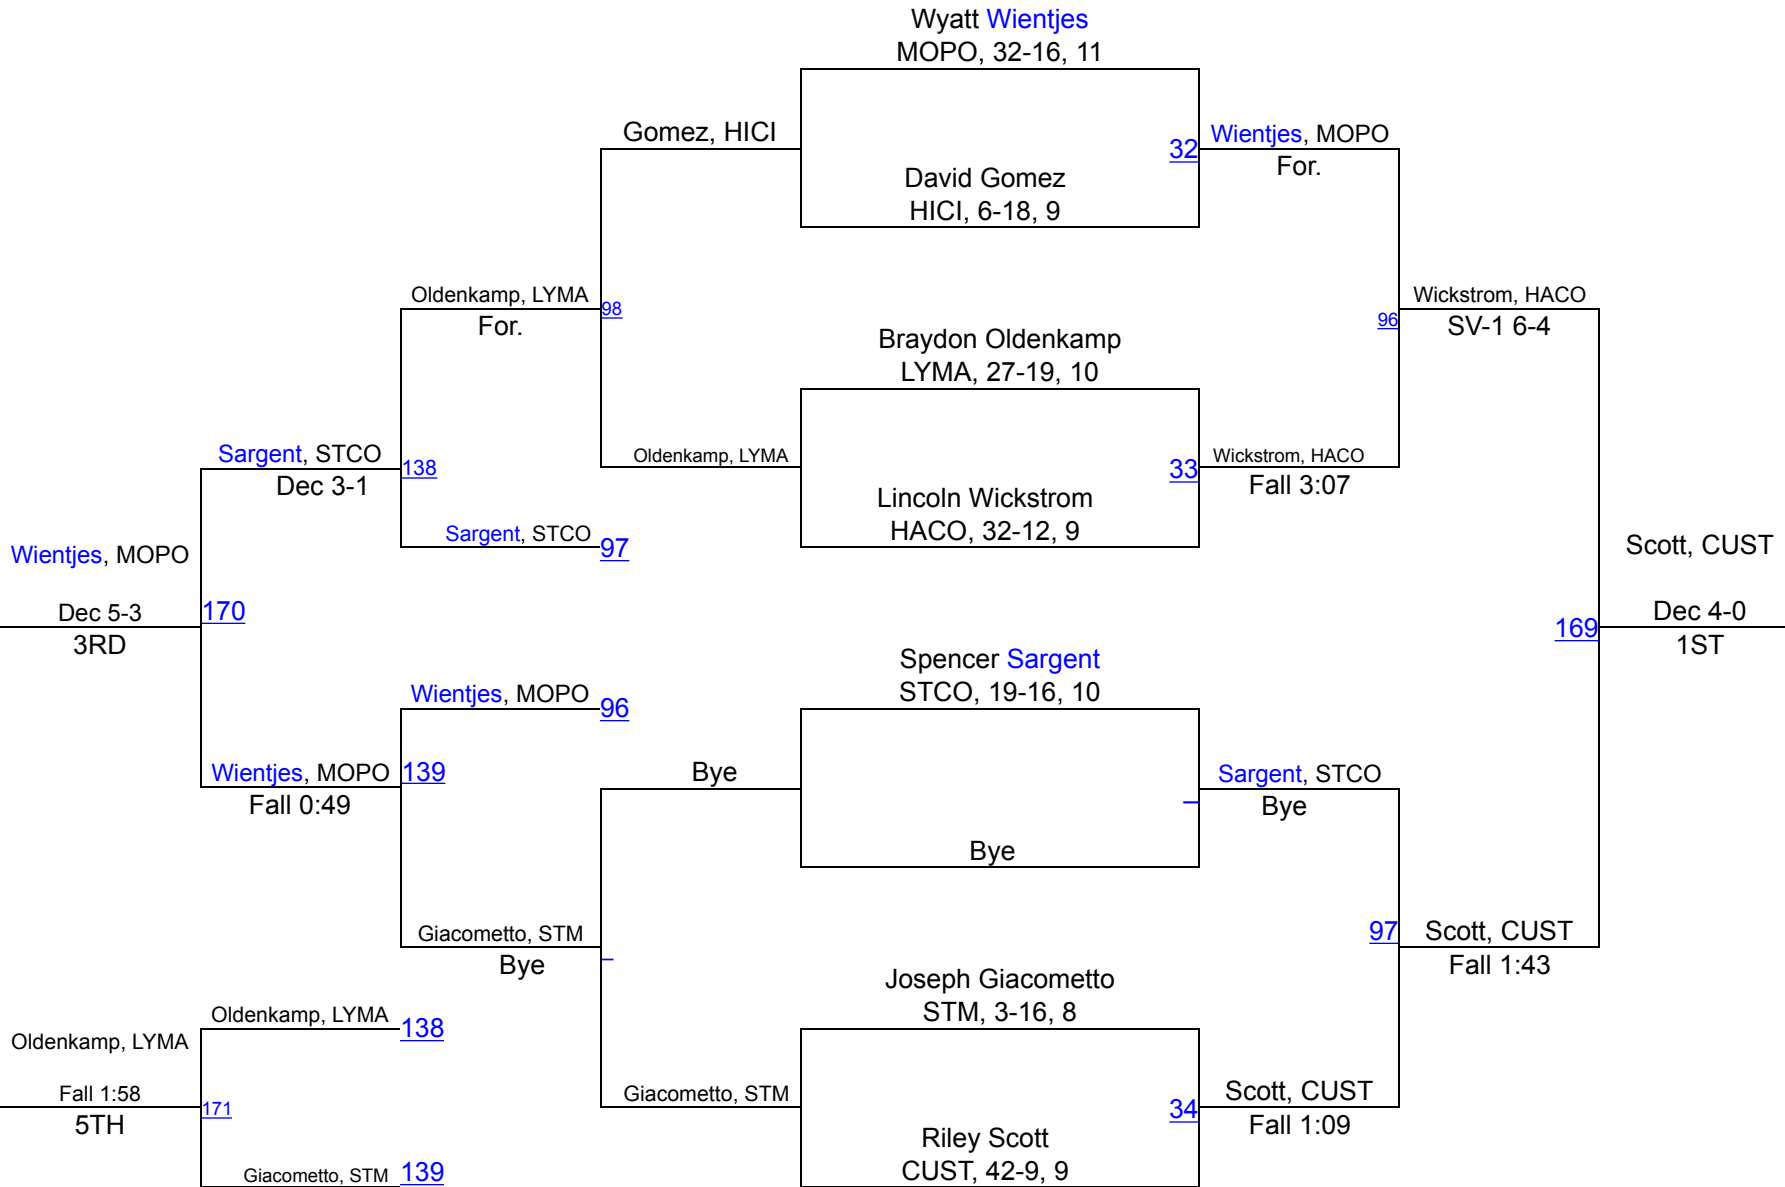 Wyatt Wientjes
MOPO, 32-16, 11
Gomez, HICI
32
Wientjes, MOPO
For.
David Gomez
HICI, 6-18, 9
Oldenkamp, LYMA
For.
98
Braydon Oldenkamp
LYMA, 27-19, 10
96
Wickstrom, HACO
SV-1 6-4
Sargent, STCO
Dec 3-1
138
Oldenkamp, LYMA
33
Wickstrom, HACO
Fall 3:07
Lincoln Wickstrom
HACO, 32-12, 9
Sargent, STCO
97
Wientjes, MOPO
Dec 5-3
3RD
170
Scott, CUST
Dec 4-0
1ST
169
Spencer Sargent
STCO, 19-16, 10
Wientjes, MOPO
96
Wientjes, MOPO
Fall 0:49
139
Bye
Sargent, STCO
Bye
Bye
Giacometto, STM
Bye
97
Scott, CUST
Fall 1:43
Joseph Giacometto
STM, 3-16, 8
Oldenkamp, LYMA
138
Oldenkamp, LYMA
Fall 1:58
5TH
171
Giacometto, STM
34
Scott, CUST
Fall 1:09
Riley Scott
CUST, 42-9, 9
Giacometto, STM
139